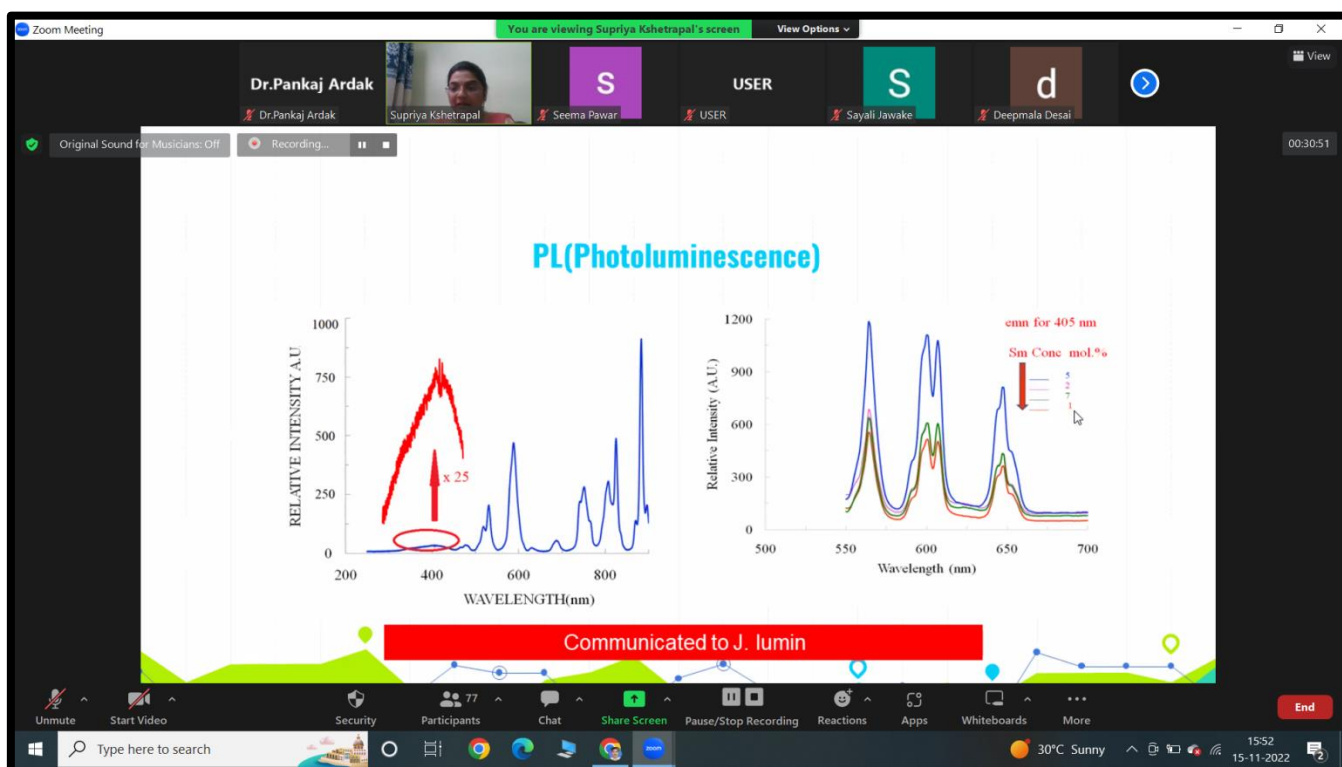 Zoom Meeting
You are viewing Supriya Kshetrapal's screen
View Options
View
Dr.Pankaj Ardak
S
USER
S
d
Dr.Pankaj Ardak
Supriya Kshetrapal
Seema Pawar
USER
Sayali Jawake
Deepmala Desai
Original Sound for Musicians: Off
Recording...
00:30:51
PL(Photoluminescence)
RELATIVE INTENSITY A.U
1000
750
500
250
0
x 25
200
400
600
800
WAVELENGTH(nm)
Relative Intensity (A.U.)
1200
900
600
300
0
emn for 405 nm
Sm Conc mol.%
5
2
7
1
500
550
600
650
700
Wavelength (nm)
Communicated to J. lumin
Unmute
Start Video
Security
77
Participants
Chat
Share Screen
Pause/Stop Recording
Reactions
Apps
Whiteboards
More
End
Type here to search
zoom
30°C Sunny
15:52
15-11-2022
2